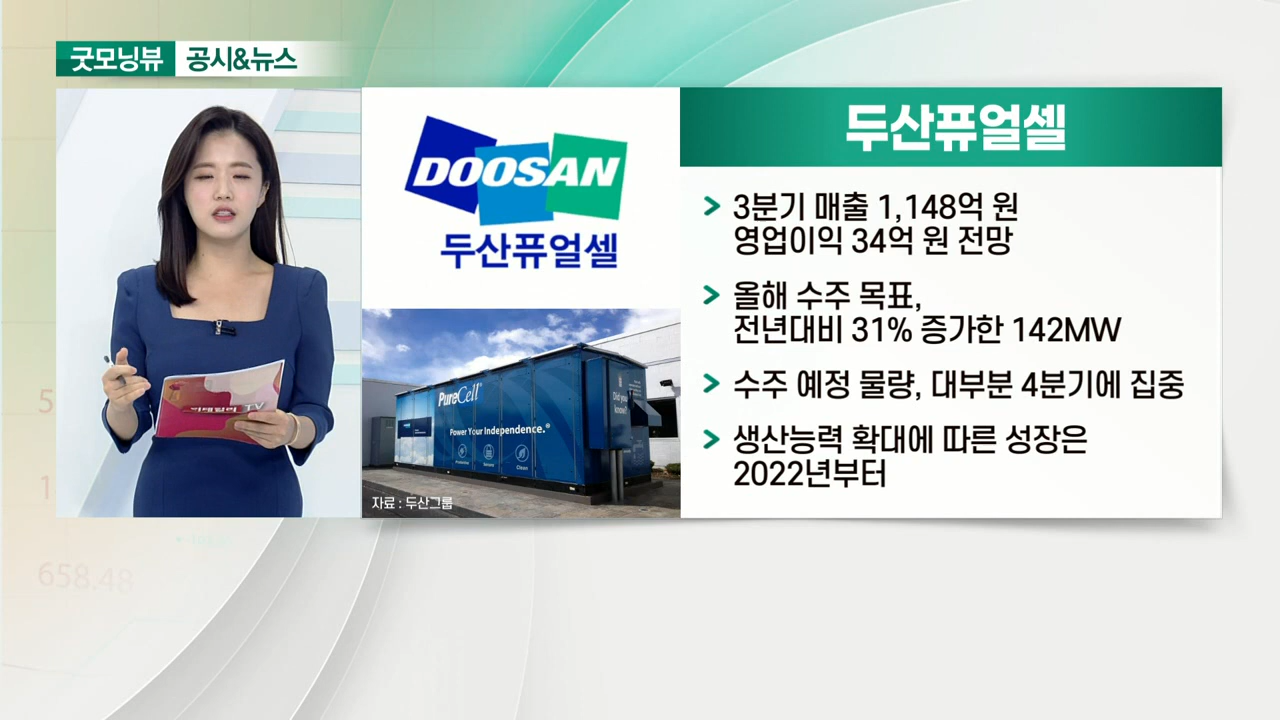 굿모닝뷰 공시&뉴스
DOOSAN
두산퓨얼셀
PureCell®
Power Your Independence.®
Did you
know?
자료 : 두산그룹
두산퓨얼셀
3분기 매출 1,148억 원
영업이익 34억 원 전망
올해 수주 목표,
전년대비 31% 증가한 142MW
수주 예정 물량, 대부분 4분기에 집중
생산능력 확대에 따른 성장은
2022년부터
658.48